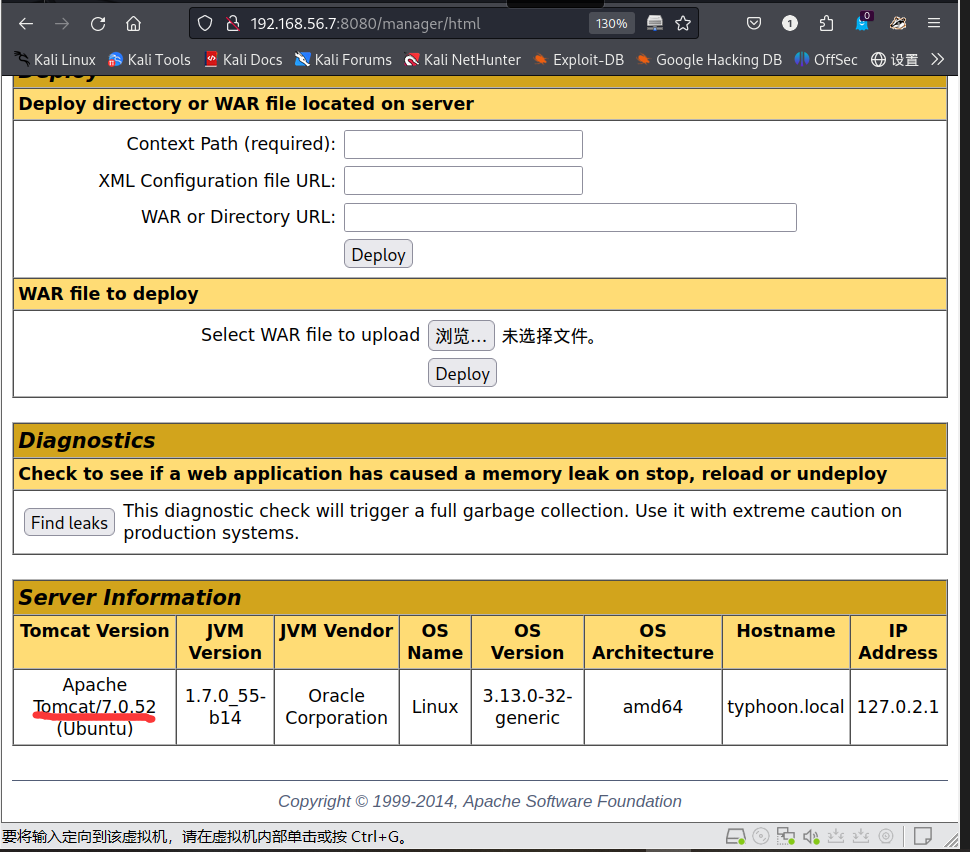 192.168.56.7:8080/manager/html
130%
1
0
Kali Linux
Kali Tools
Kali Docs
Kali Forums
Kali NetHunter
Exploit-DB
Google Hacking DB
OffSec
设置
Deploy
Deploy directory or WAR file located on server
Context Path (required):
XML Configuration file URL:
WAR or Directory URL:
Deploy
WAR file to deploy
Select WAR file to upload 浏览… 未选择文件。
Deploy
Diagnostics
Check to see if a web application has caused a memory leak on stop, reload or undeploy
Find leaks
This diagnostic check will trigger a full garbage collection. Use it with extreme caution on
production systems.
Server Information
Tomcat Version
JVM
Version
JVM Vendor
OS
Name
OS
Version
OS
Architecture
Hostname
IP
Address
Apache
Tomcat/7.0.52
(Ubuntu)
1.7.0_55-
b14
Oracle
Corporation
Linux
3.13.0-32-
generic
amd64
typhoon.local
127.0.2.1
Copyright © 1999-2014, Apache Software Foundation
要将输入定向到该虚拟机，请在虚拟机内部单击或按 Ctrl+G。